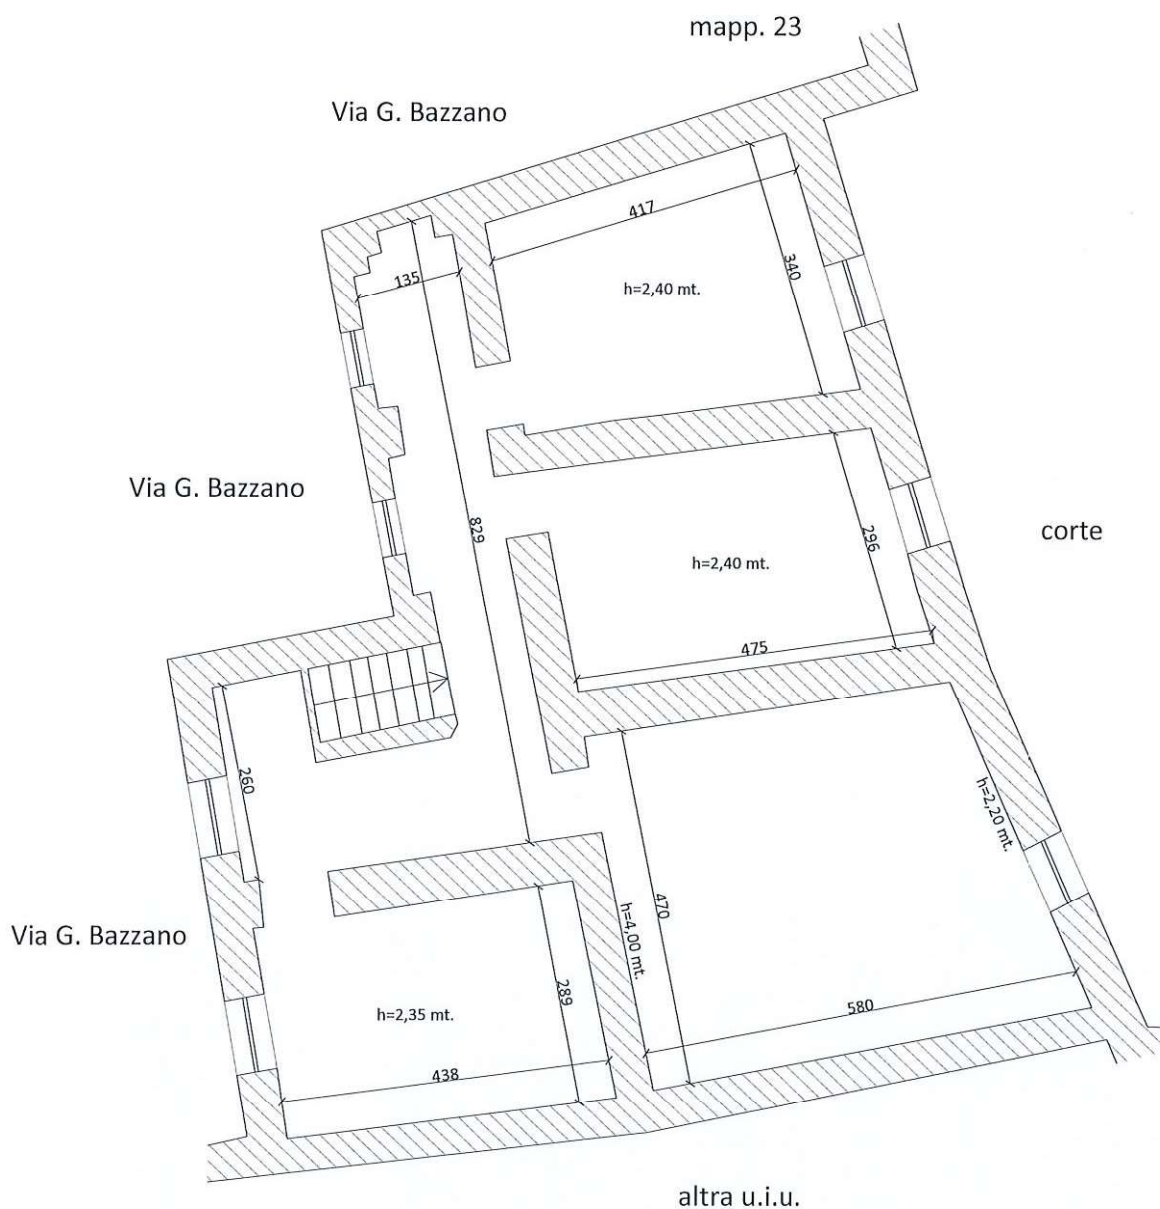 mapp. 23
Via G. Bazzano
417
135
340
h=2,40 mt.
Via G. Bazzano
829
296
corte
h=2,40 mt.
475
260
h=2,20 mt.
470
h=4,00 mt.
Via G. Bazzano
289
h=2,35 mt.
580
438
altra u.i.u.